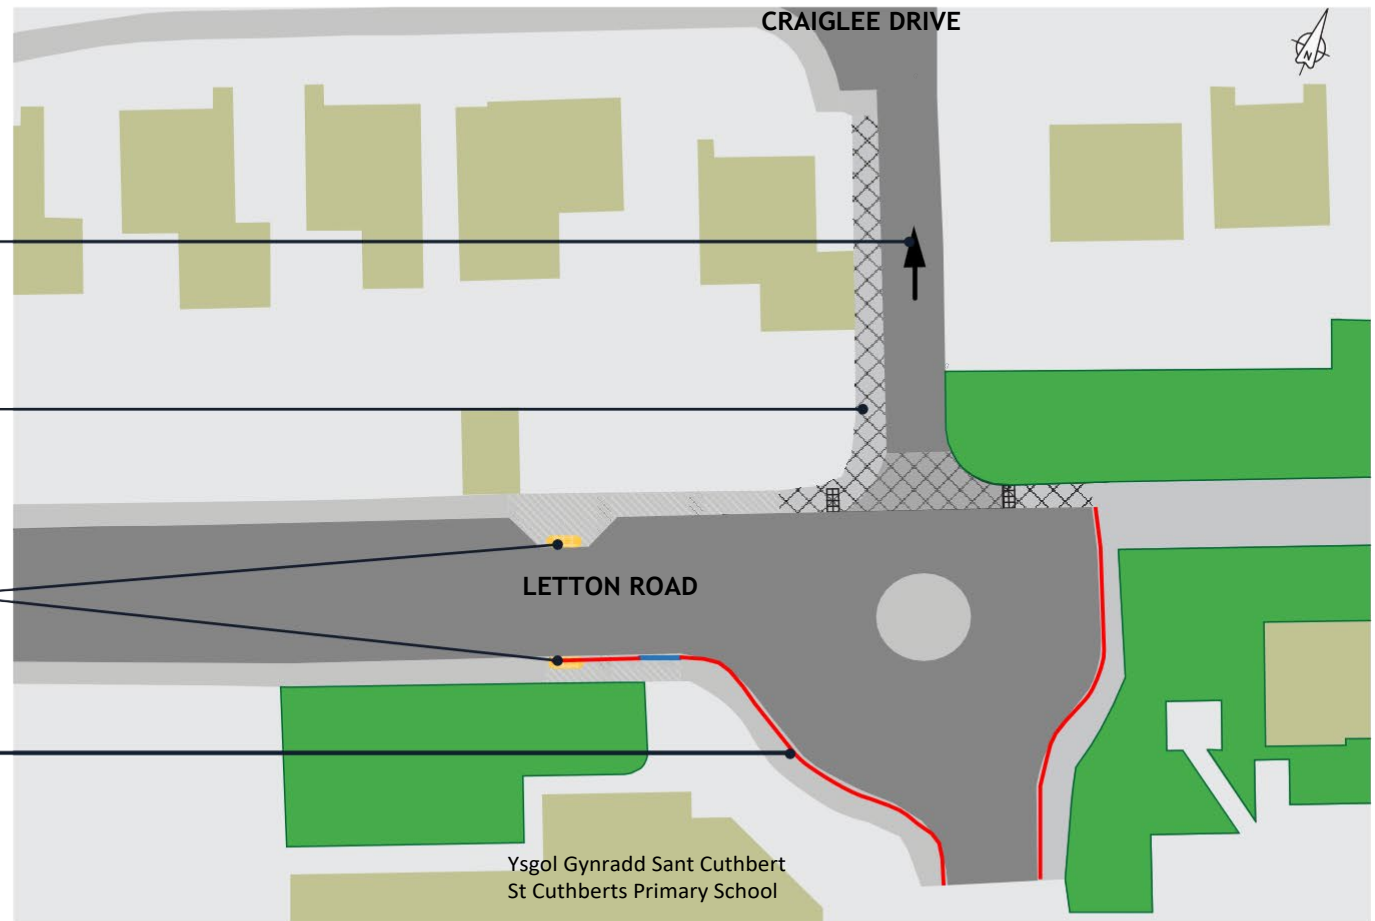 CRAIGLEE DRIVE
N
LETTON ROAD
Ysgol Gynradd Sant Cuthbert
St Cuthberts Primary School